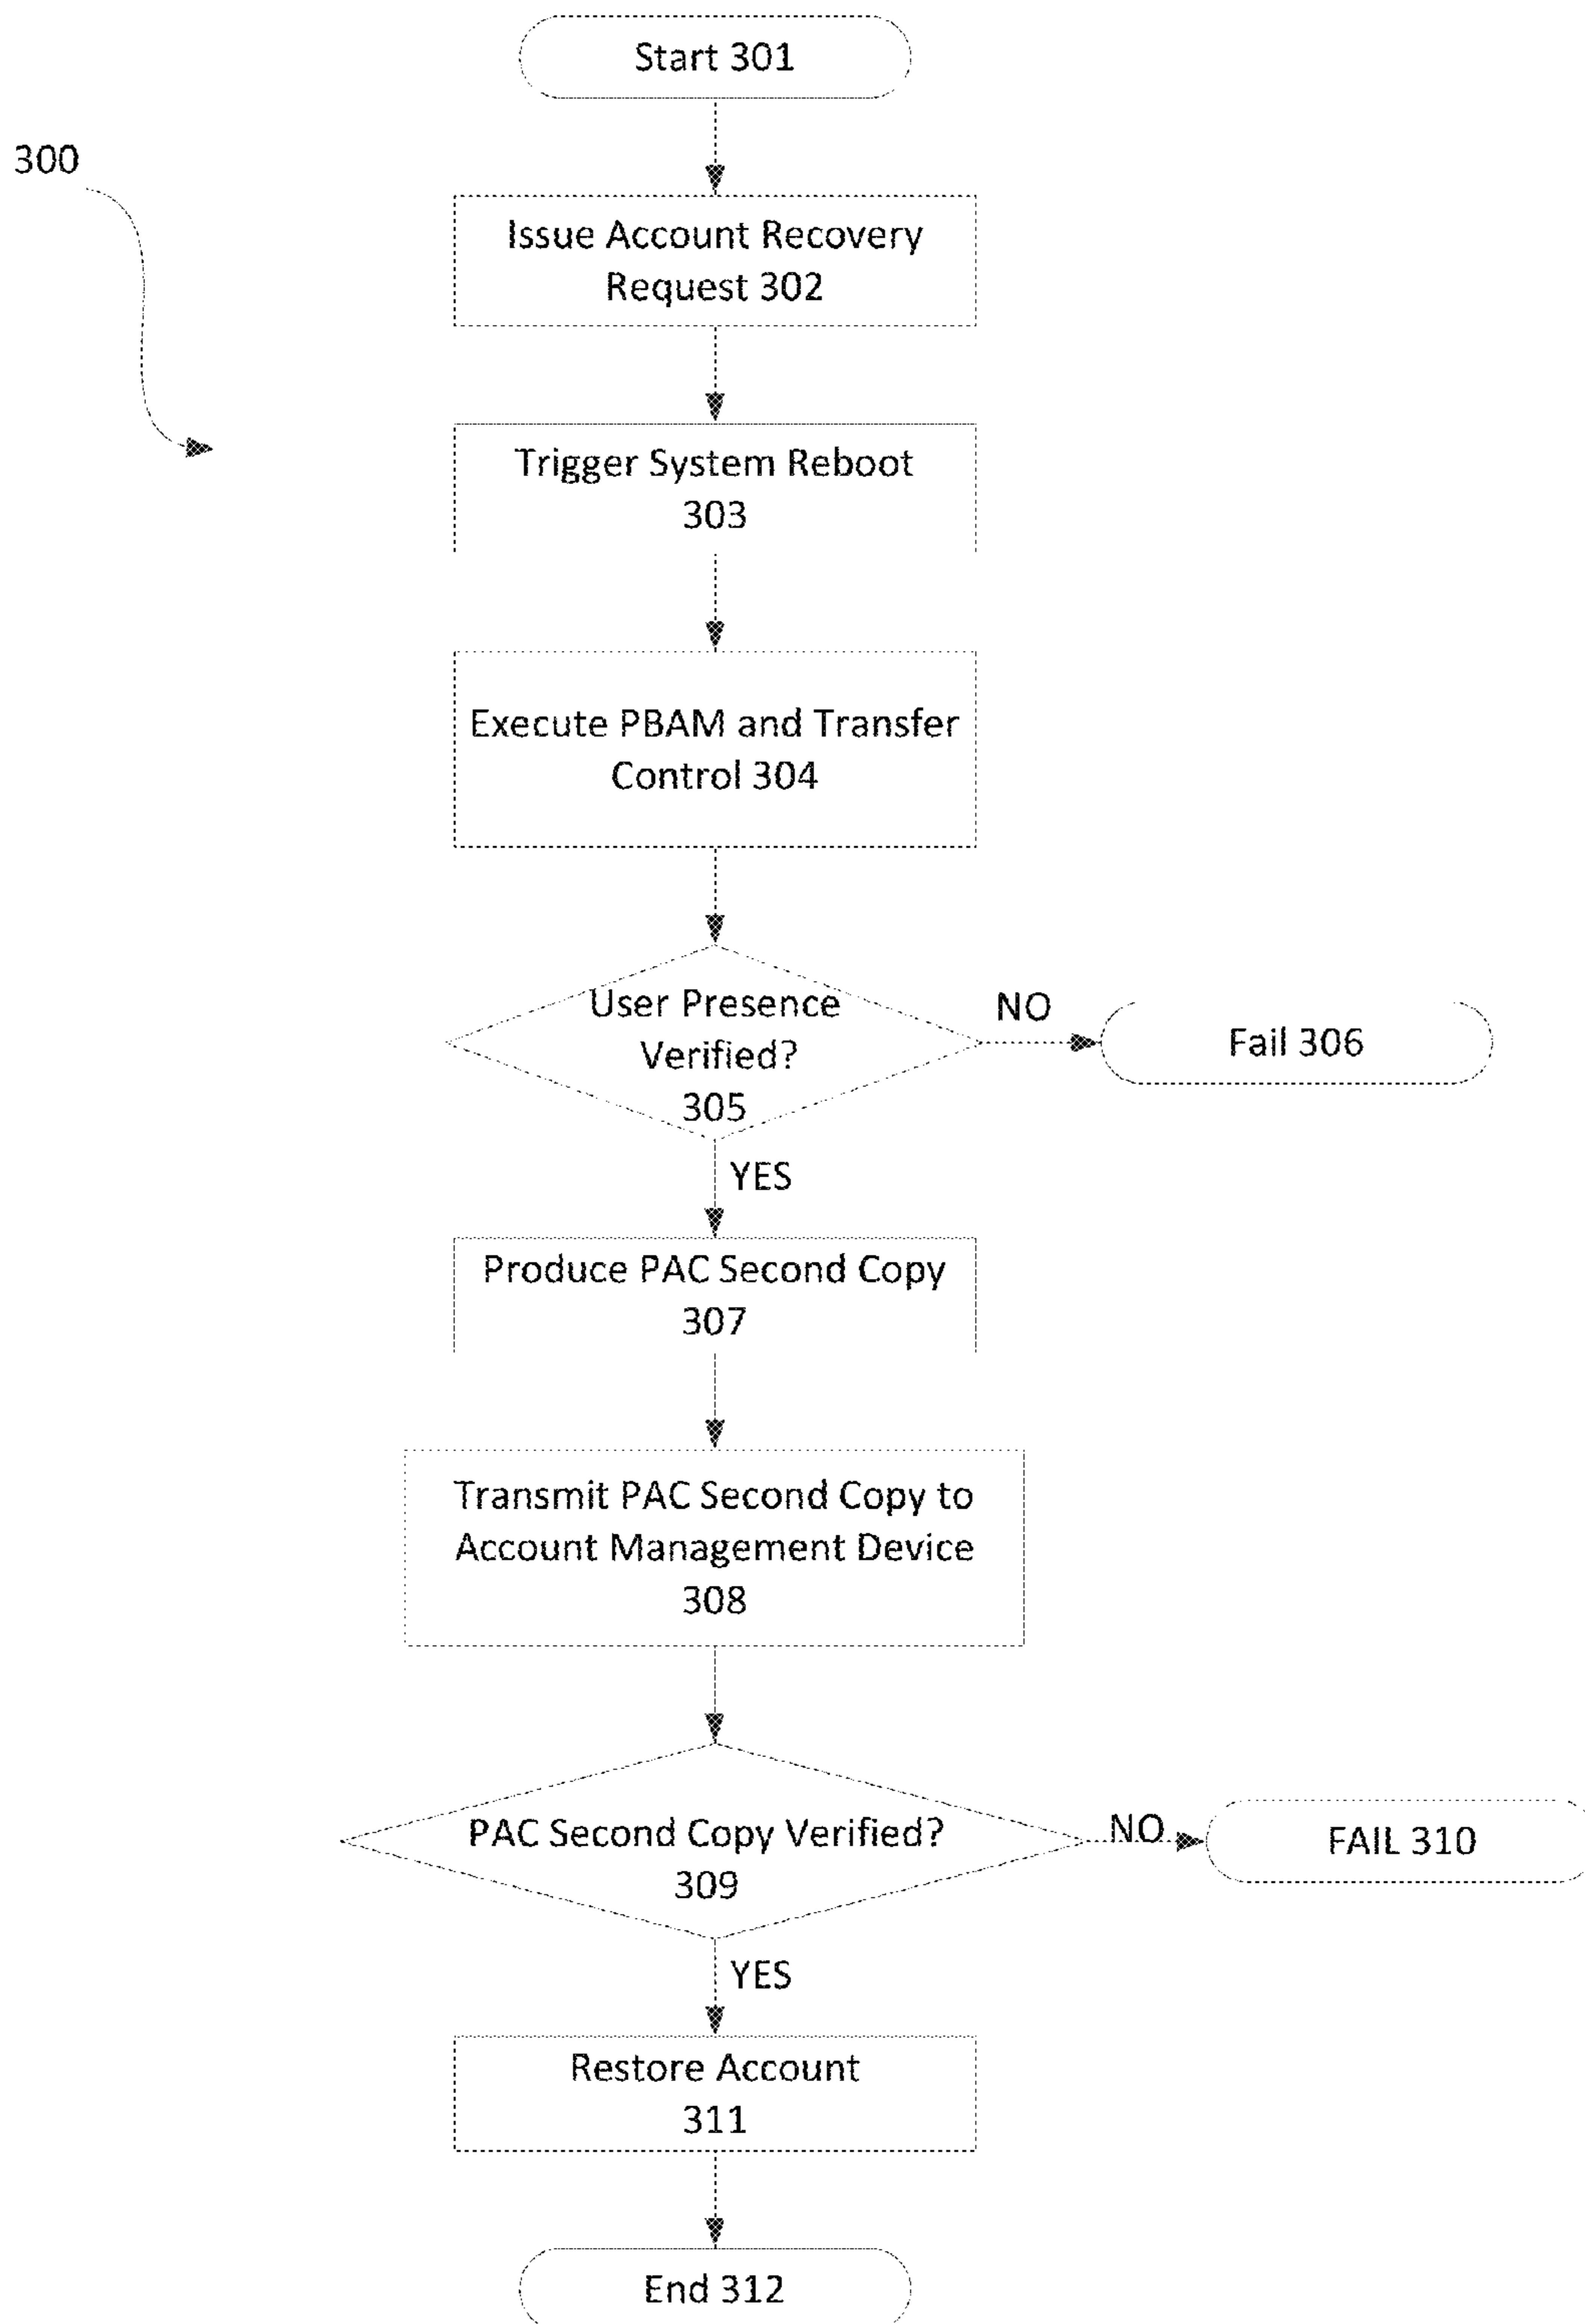 Start 301
300
Issue Account Recovery
Request 302
Trigger System Reboot
303
Execute PBAM and Transfer
Control 304
User Presence
Verified?
305
NO
Fail 306
YES
Produce PAC Second Copy
307
Transmit PAC Second Copy to
Account Management Device
308
PAC Second Copy Verified?
309
NO
FAIL 310
YES
Restore Account
311
End 312